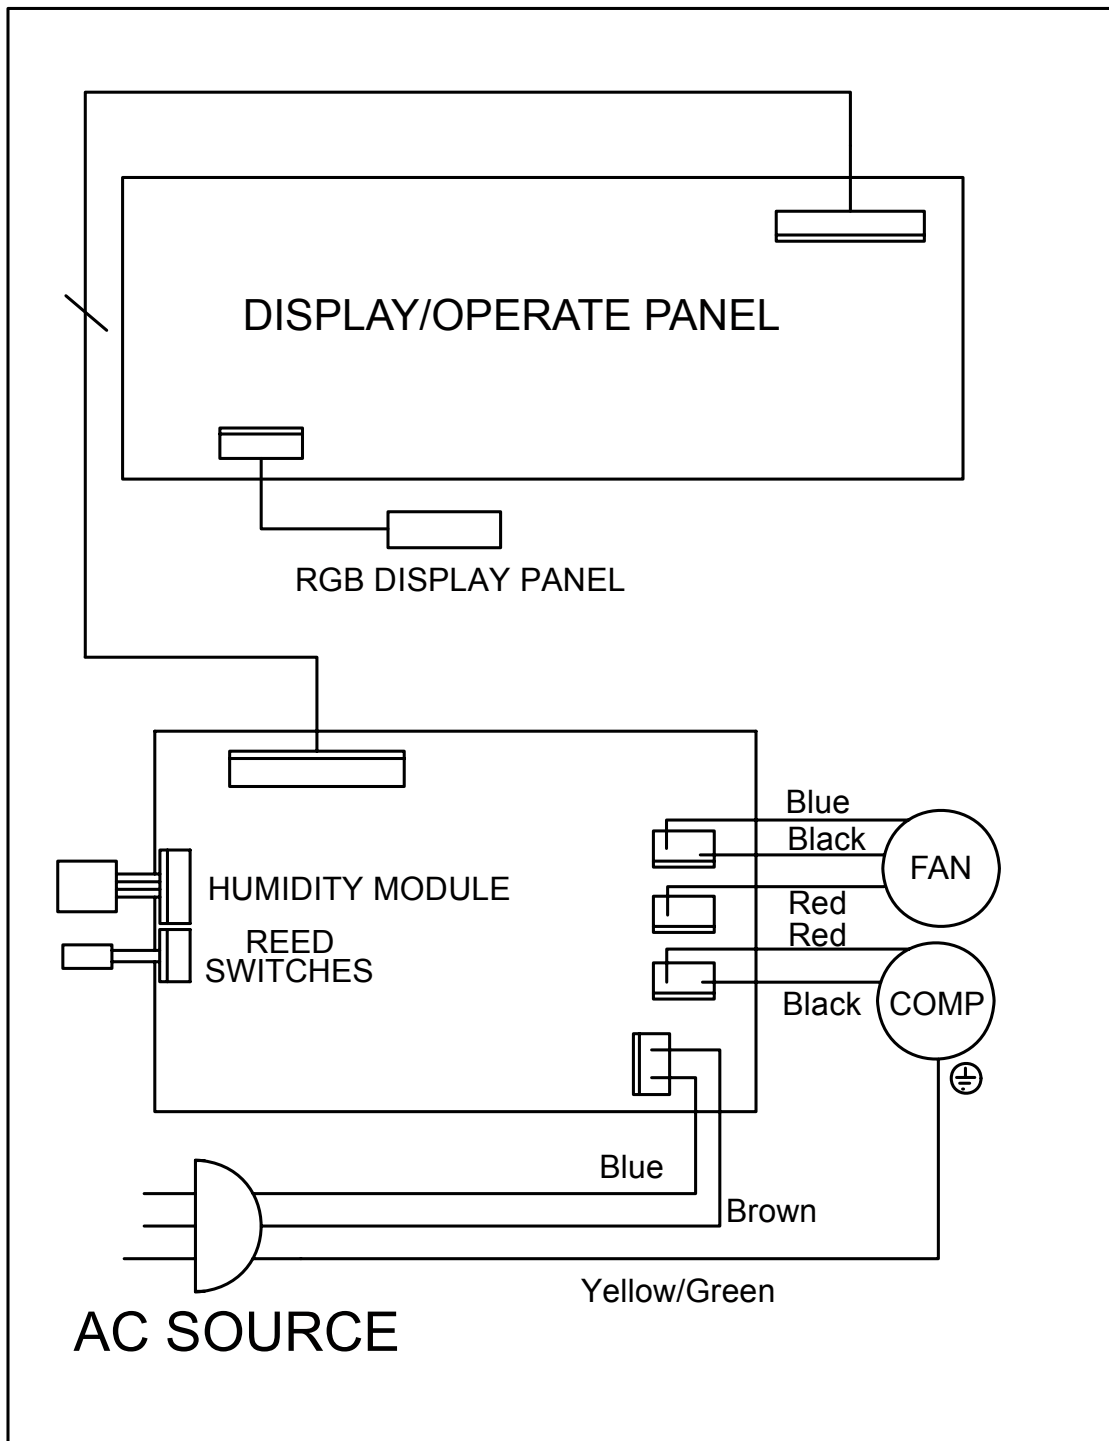 DISPLAY/OPERATE PANEL
RGB DISPLAY PANEL
Blue
Black
FAN
HUMIDITY MODULE
Red
Red
REED
SWITCHES
Black
COMP
Blue
Brown
Yellow/Green
AC SOURCE